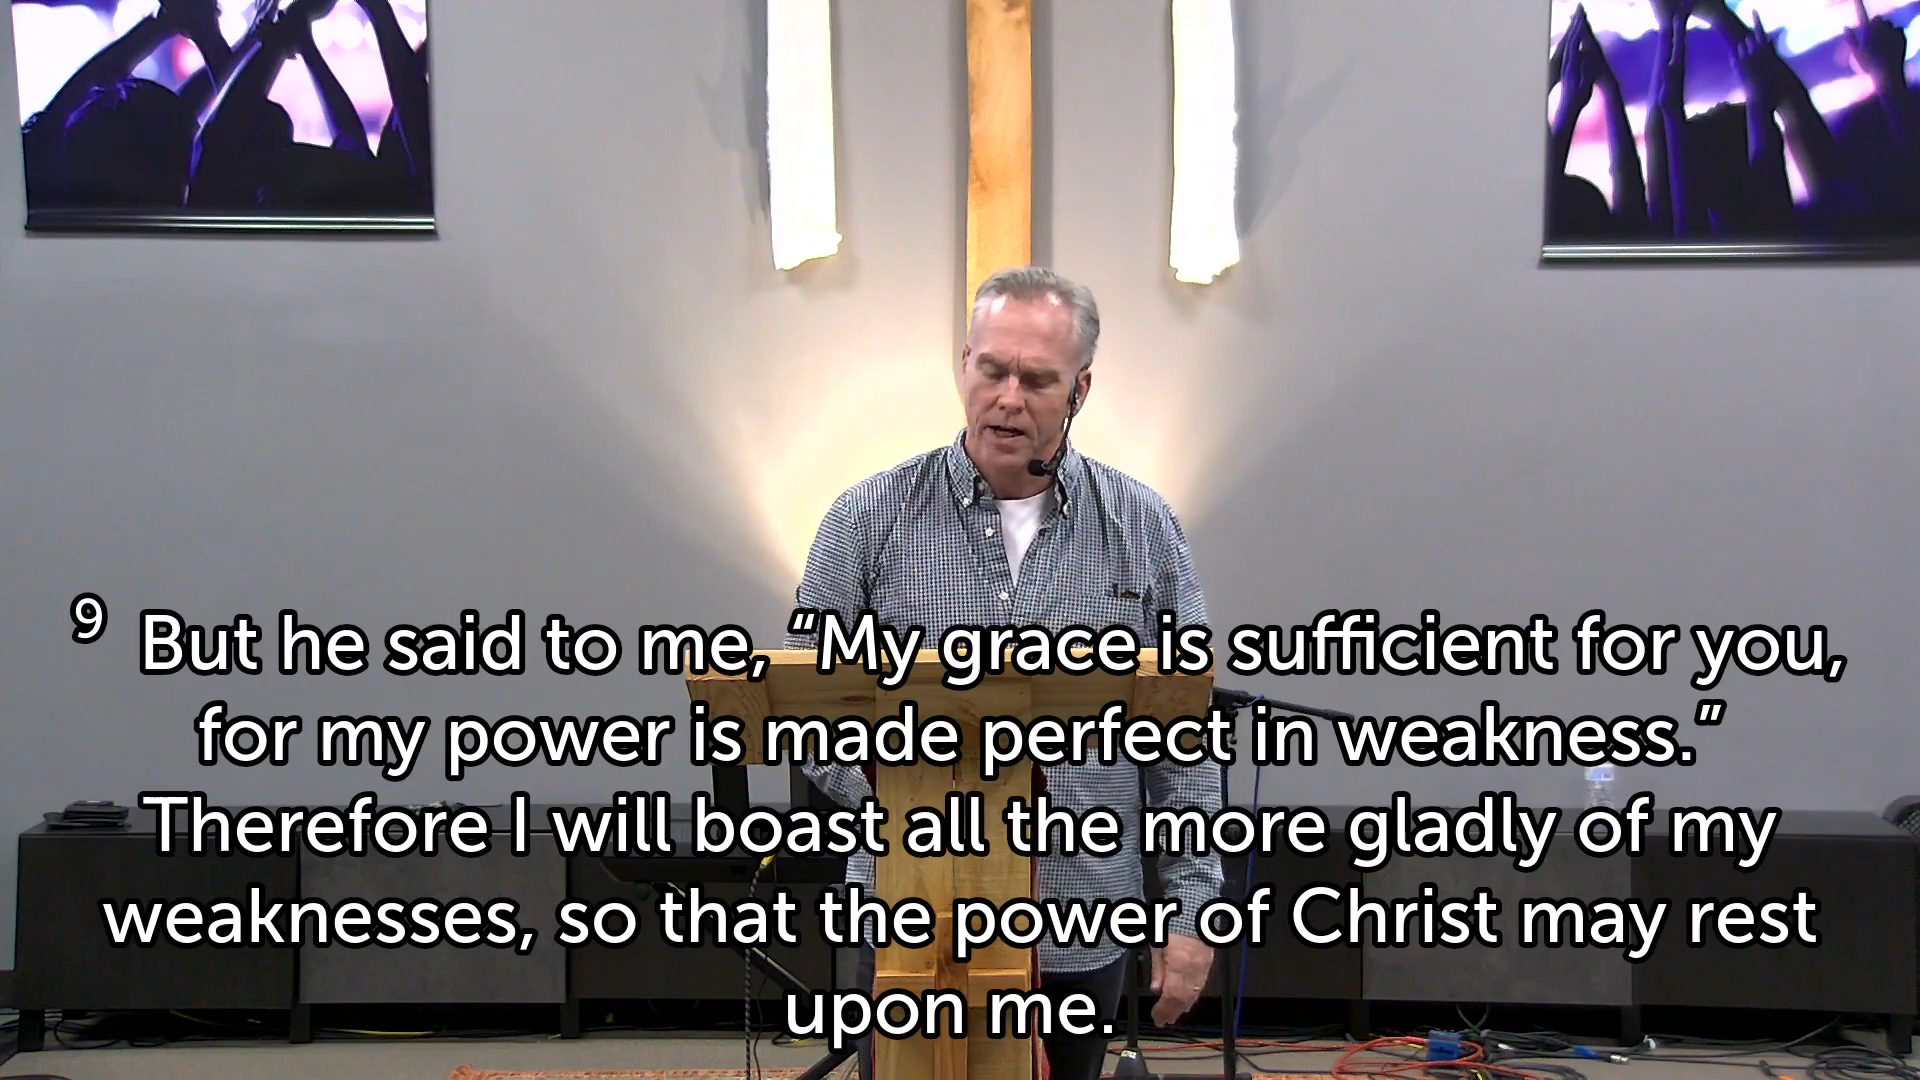 9 But he said to me, “My grace is sufficient for you,
for my power is made perfect in weakness.”
Therefore I will boast all the more gladly of my
weaknesses, so that the power of Christ may rest
upon me.